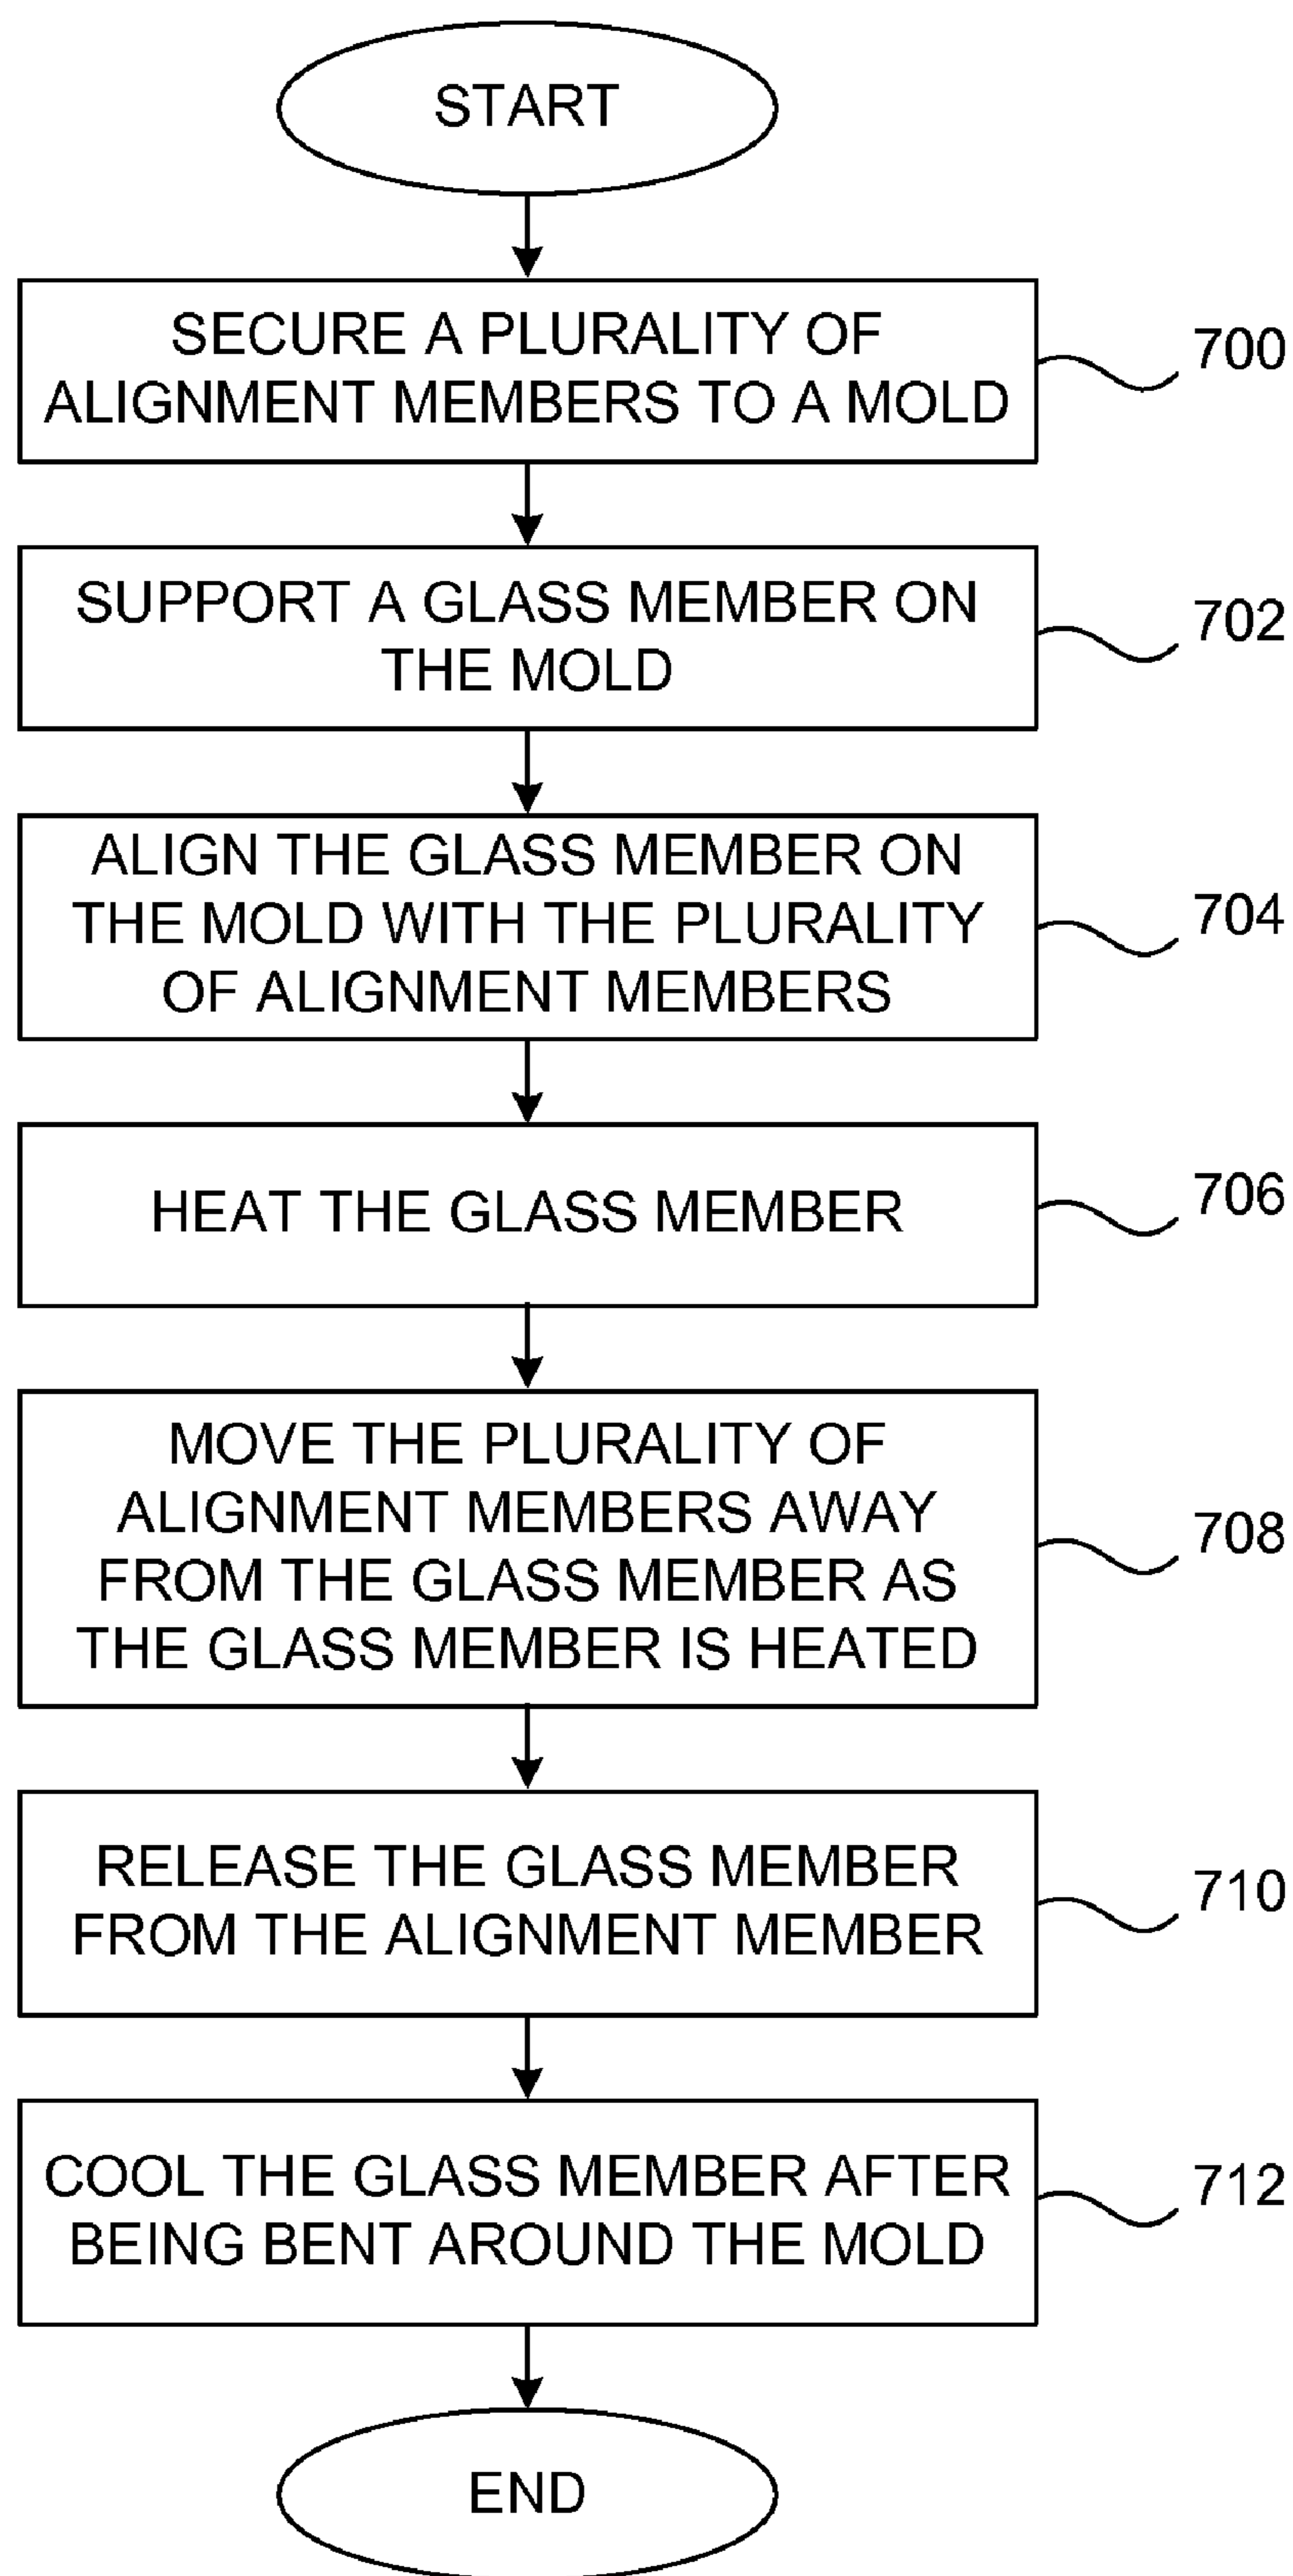 START
SECURE A PLURALITY OF
ALIGNMENT MEMBERS TO A MOLD
700
SUPPORT A GLASS MEMBER ON
THE MOLD
702
ALIGN THE GLASS MEMBER ON
THE MOLD WITH THE PLURALITY
OF ALIGNMENT MEMBERS
704
HEAT THE GLASS MEMBER
706
MOVE THE PLURALITY OF
ALIGNMENT MEMBERS AWAY
FROM THE GLASS MEMBER AS
THE GLASS MEMBER IS HEATED
708
RELEASE THE GLASS MEMBER
FROM THE ALIGNMENT MEMBER
710
COOL THE GLASS MEMBER AFTER
BEING BENT AROUND THE MOLD
712
END